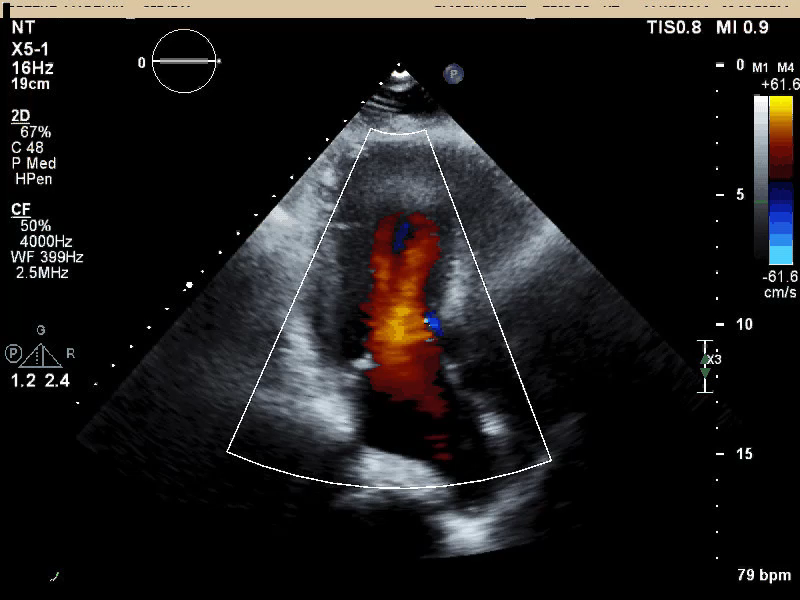 NT
X5-1
16Hz
19cm
2D
67%
C 48
P Med
HPen
CF
50%
4000Hz
WF 399Hz
2.5MHz
G
P R
1.2 2.4
0
P
TIS0.8 MI 0.9
M1 M4
+61.6
-61.6
cm/s
0
5
10
15
X3
79 bpm